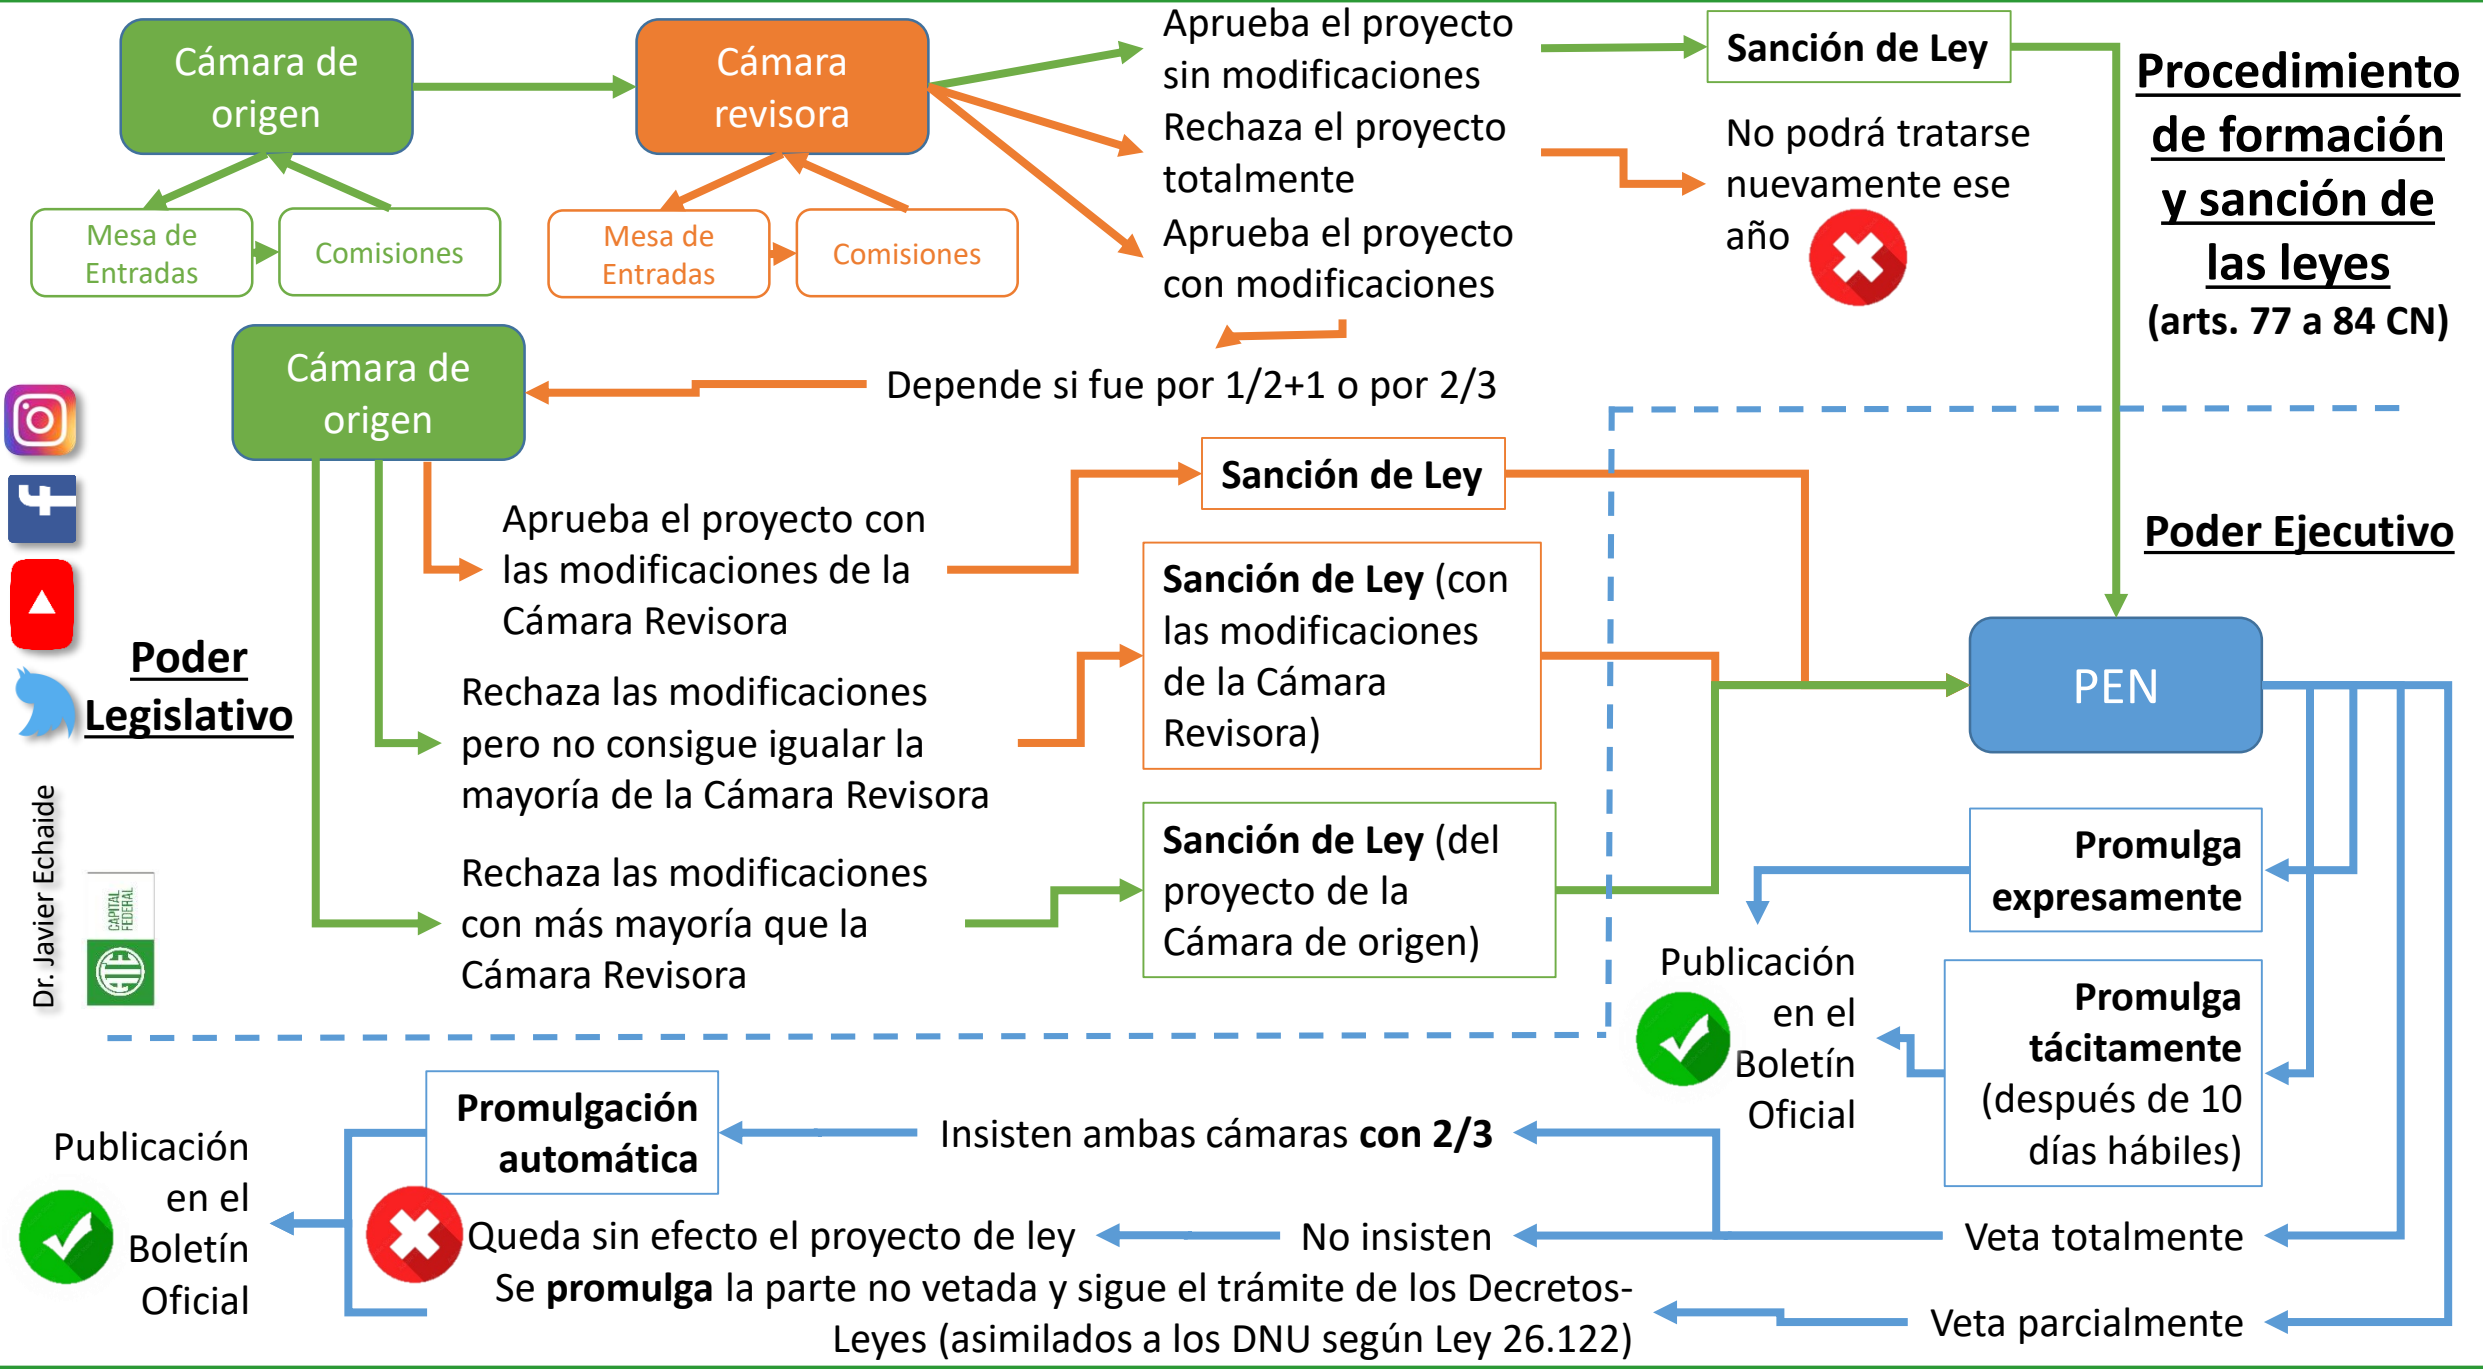 Cámara de
origen
Cámara
revisora
Mesa de
Entradas
Comisiones
Mesa de
Entradas
Comisiones
Aprueba el proyecto
sin modificaciones
Rechaza el proyecto
totalmente
Aprueba el proyecto
con modificaciones
Sanción de Ley
No podrá tratarse
nuevamente ese
año
Procedimiento
de formación
y sanción de
las leyes
(arts. 77 a 84 CN)
Depende si fue por 1/2+1 o por 2/3
Cámara de
origen
Aprueba el proyecto con
las modificaciones de la
Cámara Revisora
Sanción de Ley
Rechaza las modificaciones
pero no consigue igualar la
mayoría de la Cámara Revisora
Sanción de Ley (con
las modificaciones
de la Cámara
Revisora)
Rechaza las modificaciones
con más mayoría que la
Cámara Revisora
Sanción de Ley (del
proyecto de la
Cámara de origen)
Poder
Legislativo
Dr. Javier Echaide
CAPITAL
FEDERAL
Poder Ejecutivo
PEN
Promulga
expresamente
Promulga
tácitamente
(después de 10
días hábiles)
Publicación
en el
Boletín
Oficial
Veta totalmente
Insisten ambas cámaras con 2/3
Promulgación
automática
No insisten
Queda sin efecto el proyecto de ley
Veta parcialmente
Se promulga la parte no vetada y sigue el trámite de los Decretos-
Leyes (asimilados a los DNU según Ley 26.122)
Publicación
en el
Boletín
Oficial